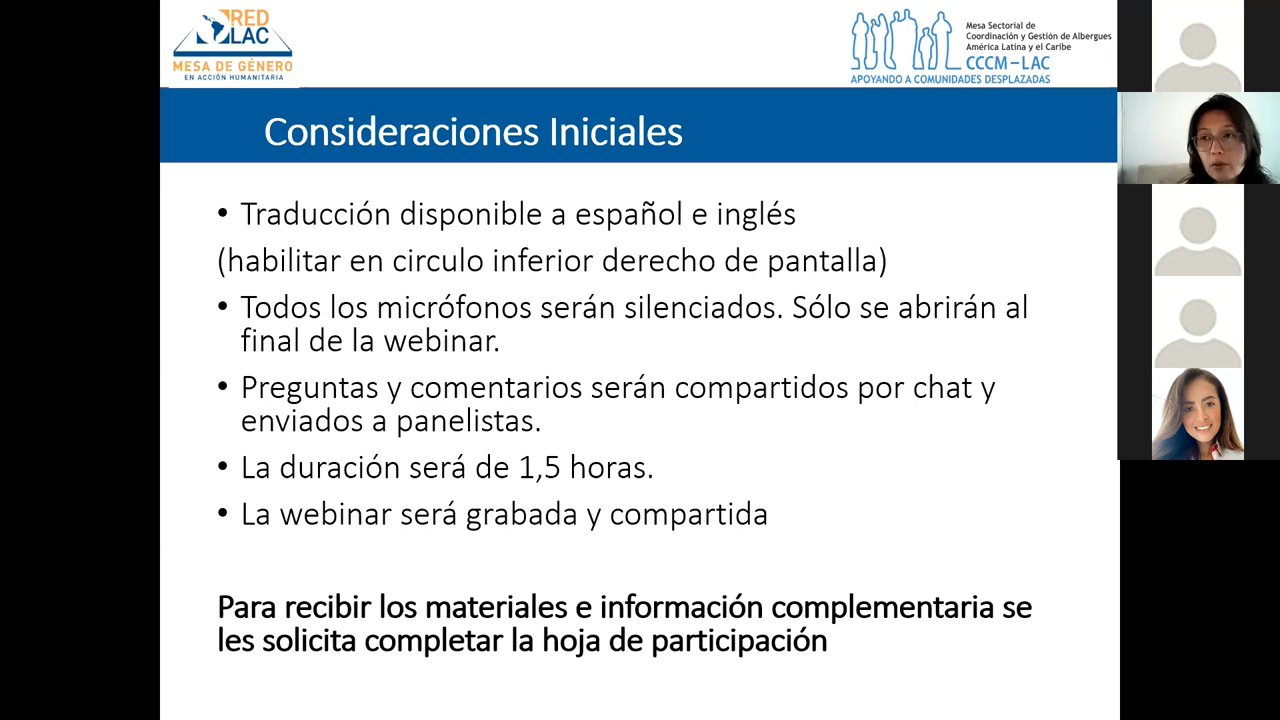 RED
LAC
MESA DE GÉNERO
EN ACCIÓN HUMANITARIA
Mesa Sectorial de
Coordinación y Gestión de Albergues
América Latina y el Caribe
CCCM-LAC
APOYANDO A COMUNIDADES DESPLAZADAS
Consideraciones Iniciales
• Traducción disponible a español e inglés
(habilitar en circulo inferior derecho de pantalla)
• Todos los micrófonos serán silenciados. Sólo se abrirán al
final de la webinar.
• Preguntas y comentarios serán compartidos por chat y
enviados a panelistas.
• La duración será de 1,5 horas.
• La webinar será grabada y compartida
Para recibir los materiales e información complementaria se
les solicita completar la hoja de participación